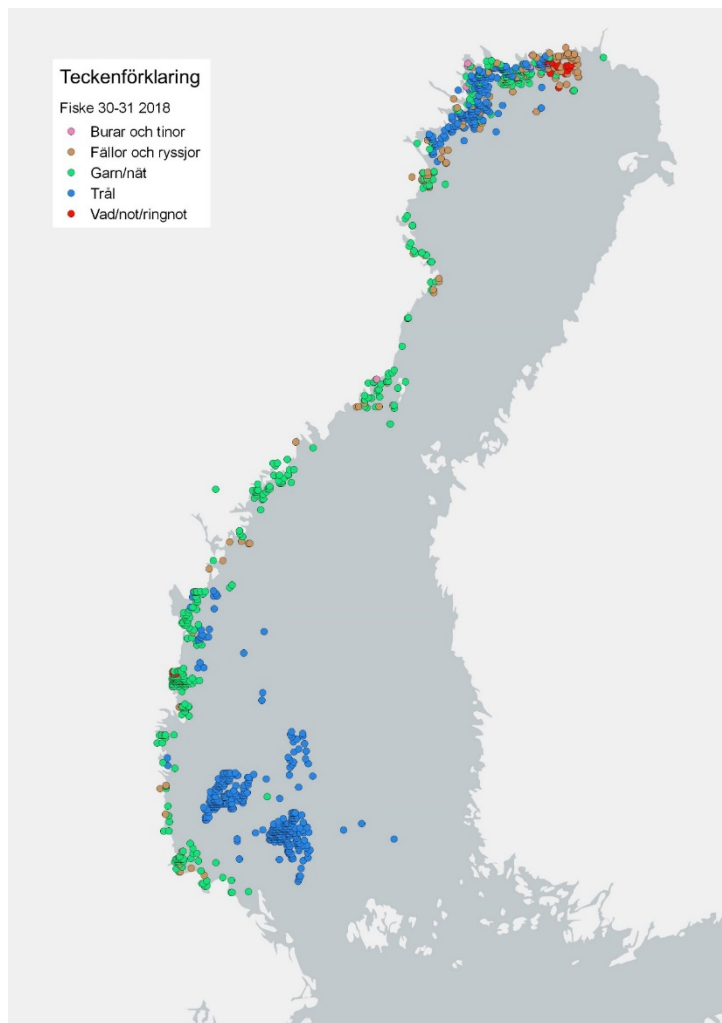 Teckenförklaring
Fiske 30-31 2018
Burar och tinor
Fällor och ryssjor
Garn/nät
Trål
Vad/not/ringnot